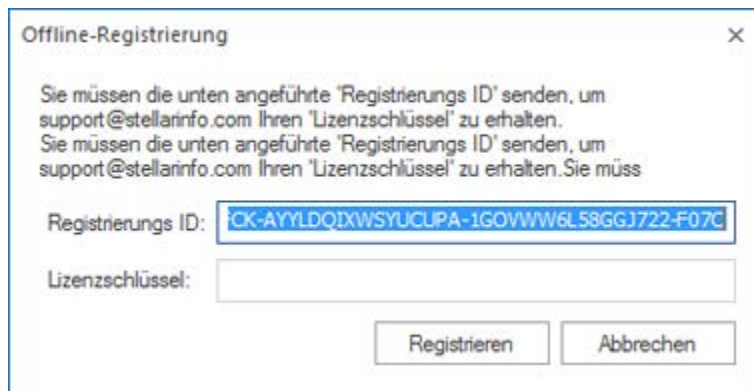 Offline-Registrierung
Sie müssen die unten angeführte "Registrierungs ID" senden, um
support@stellarinfo.com Ihren "Lizenzschlüssel" zu erhalten.
Sie müssen die unten angeführte "Registrierungs ID" senden, um
support@stellarinfo.com Ihren "Lizenzschlüssel" zu erhalten.Sie müss
Registrierungs ID: CK-AYYLDQIXWSYUCUPA-1GOVWW6L58GGJ722-F07C
Lizenzschlüssel:
Registrieren Abbrechen